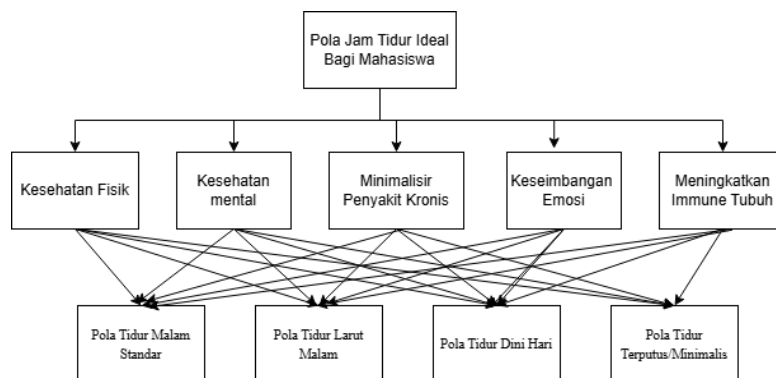 Pola Jam Tidur Ideal
Bagi Mahasiswa
Kesehatan Fisik
Kesehatan
mental
Minimalisir
Penyakit Kronis
Keseimbangan
Emosi
Meningkatkan
Immune Tubuh
Pola Tidur Malam
Standar
Pola Tidur Larut
Malam
Pola Tidur Dini Hari
Pola Tidur
Terputus/Minimalis